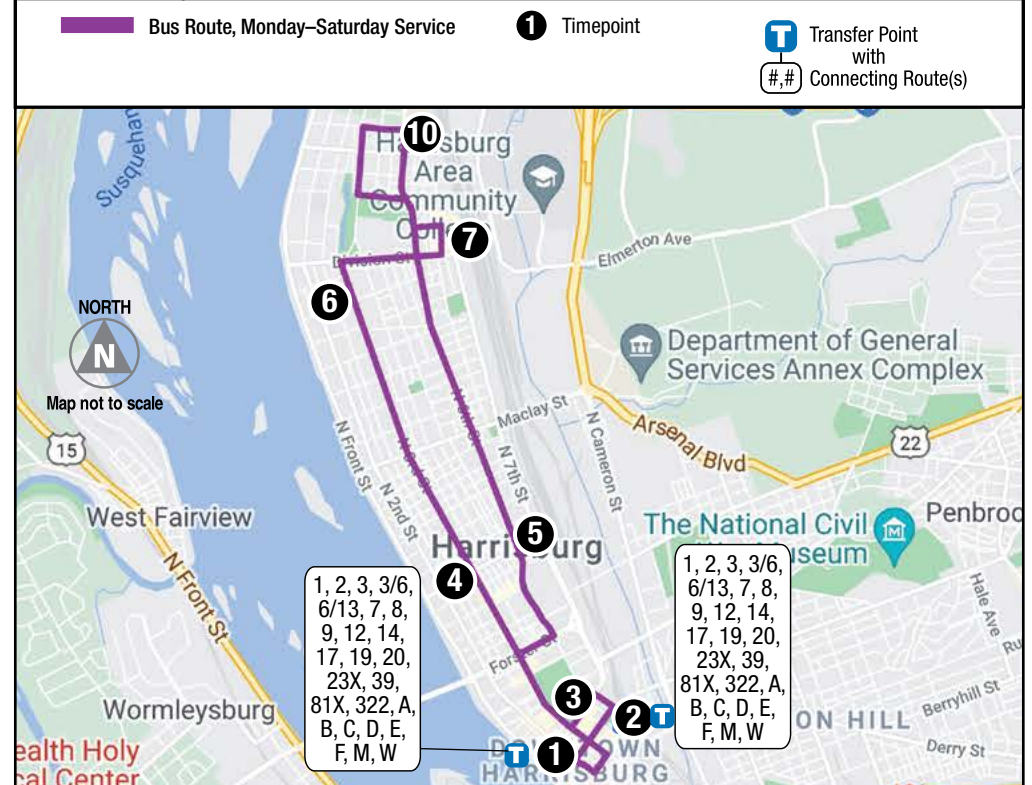 Bus Route, Monday–Saturday Service
1
Timepoint
T
Transfer Point
with
#,#
Connecting Route(s)
10
Harrisburg
Area
Community
7
Division St
Elmerton Ave
6
NORTH
N
Map not to scale
Department of General
Services Annex Complex
Maclay St
Arsenal Blvd
15
22
N Front St
N 2nd St
N 3rd St
N 6th St
N 7th St
N Cameron St
West Fairview
N Front St
The National Civil
Penbroo
5
Harrisburg
4
1, 2, 3, 3/6,
6/13, 7, 8,
9, 12, 14,
17, 19, 20,
23X, 39,
81X, 322, A,
B, C, D, E,
F, M, W
1, 2, 3, 3/6,
6/13, 7, 8,
9, 12, 14,
17, 19, 20,
23X, 39,
81X, 322, A,
B, C, D, E,
F, M, W
Hale Ave
Ru
Forster St
Berryhill St
Wormleysburg
3
2
T
ON HILL
Derry St
T
1
HARRISBURG
ealth Holy
cal Center
Susquehan